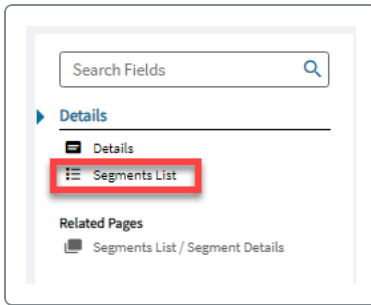 Search Fields
Details
Details
Segments List
Related Pages
Segments List / Segment Details